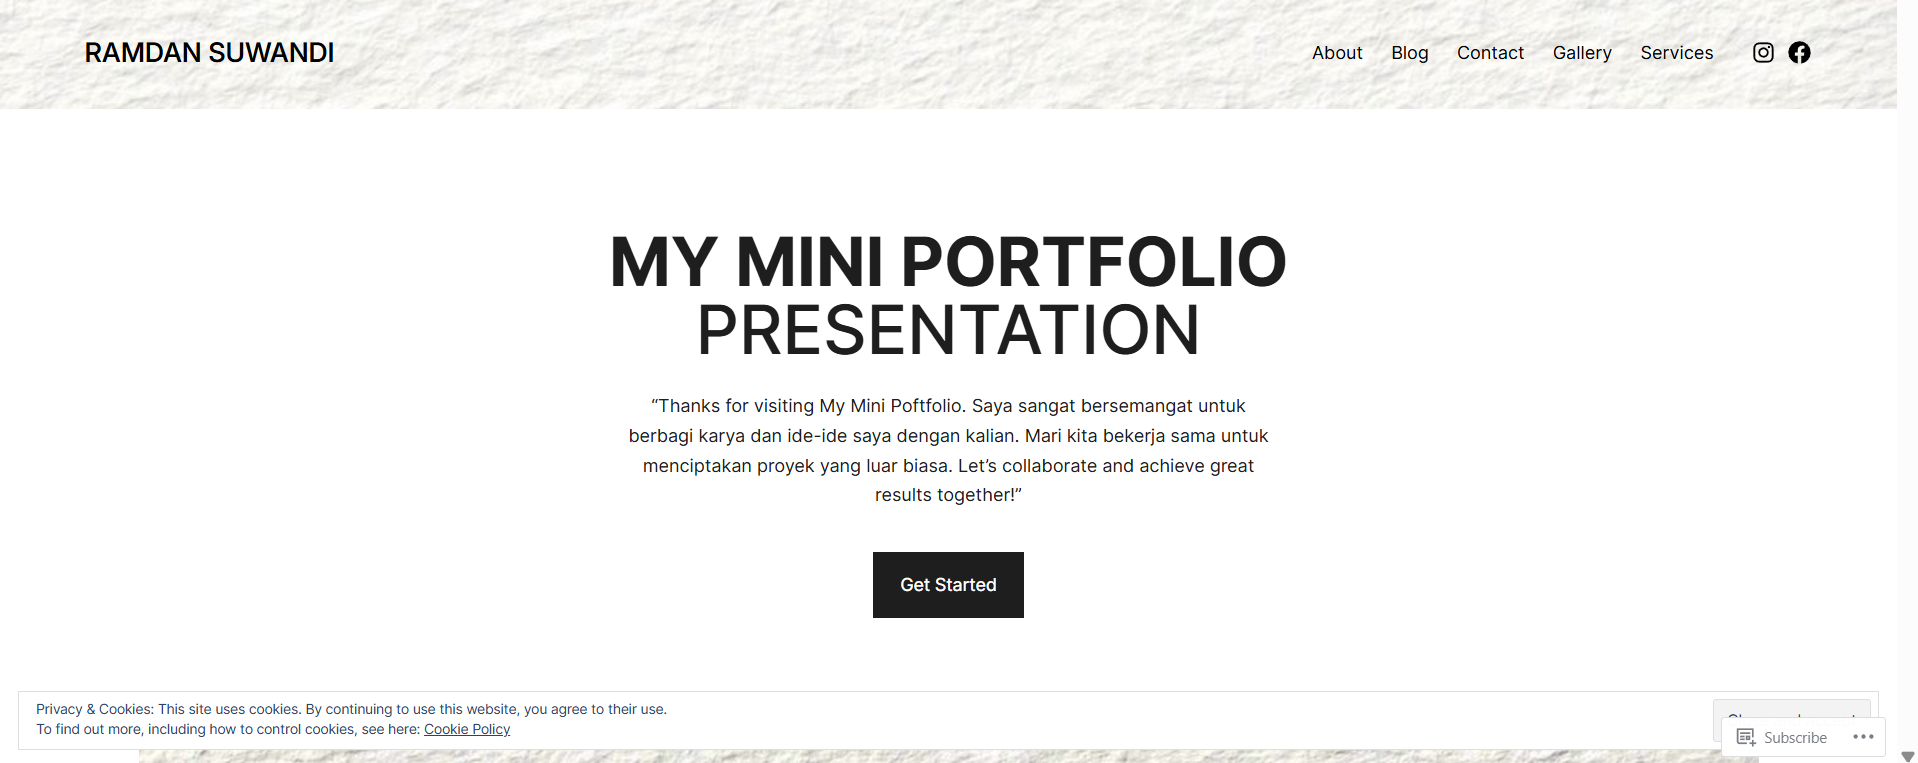 RAMDAN SUWANDI
About Blog Contact Gallery Services
MY MINI PORTFOLIO
PRESENTATION
“Thanks for visiting My Mini Poftfolio. Saya sangat bersemangat untuk
berbagi karya dan ide-ide saya dengan kalian. Mari kita bekerja sama untuk
menciptakan proyek yang luar biasa. Let’s collaborate and achieve great
results together!”
Get Started
Privacy & Cookies: This site uses cookies. By continuing to use this website, you agree to their use.
To find out more, including how to control cookies, see here: Cookie Policy
Subscribe